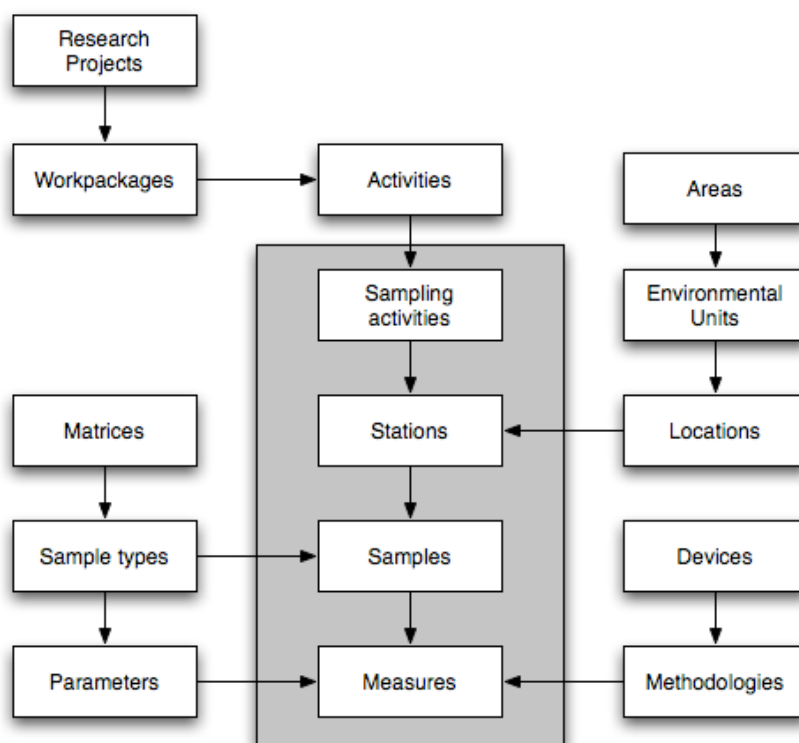 Research
Projects
Workpackages
Activities
Areas
Sampling
activities
Environmental
Units
Matrices
Stations
Locations
Sample types
Samples
Devices
Parameters
Measures
Methodologies